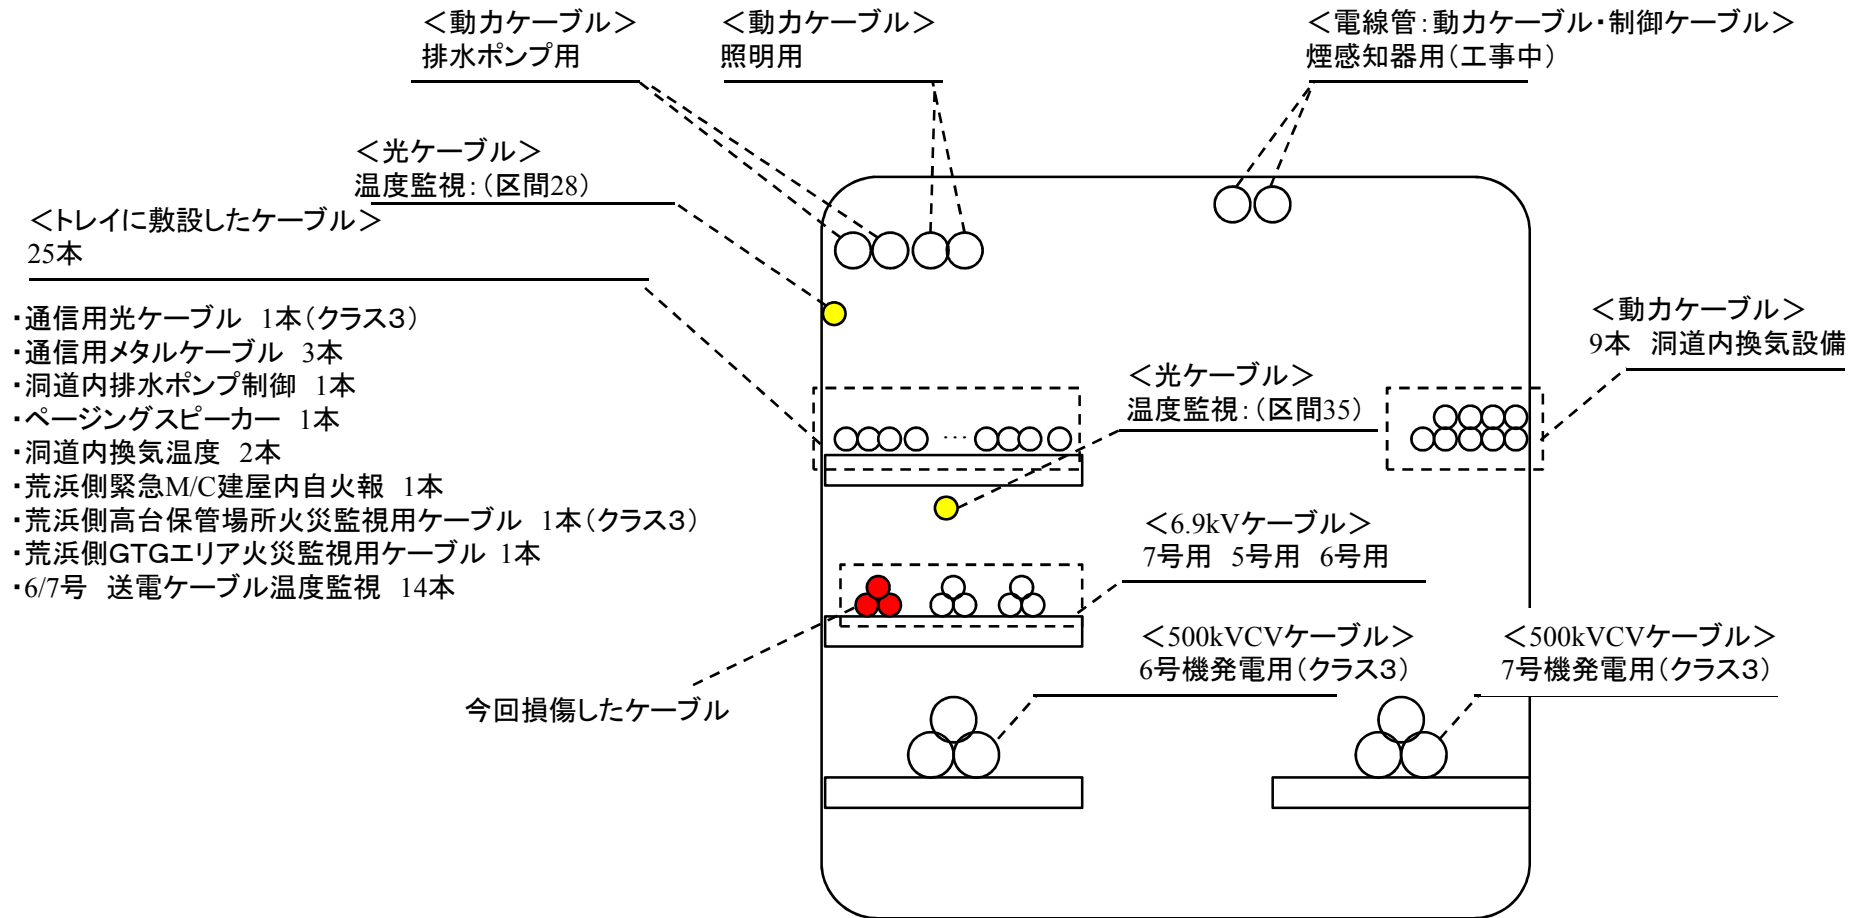 ＜動力ケーブル＞
排水ポンプ用
＜動力ケーブル＞
照明用
＜電線管：動力ケーブル・制御ケーブル＞
煙感知器用（工事中）
＜光ケーブル＞
温度監視：（区間28）
＜トレイに敷設したケーブル＞
25本
・通信用光ケーブル　1本（クラス３）
・通信用メタルケーブル　3本
・洞道内排水ポンプ制御　1本
・ページングスピーカー　1本
・洞道内換気温度　2本
・荒浜側緊急M/C建屋内自火報　1本
・荒浜側高台保管場所火災監視用ケーブル　1本（クラス３）
・荒浜側GTGエリア火災監視用ケーブル　1本
・6/7号　送電ケーブル温度監視　14本
＜動力ケーブル＞
9本　洞道内換気設備
＜光ケーブル＞
温度監視：（区間35）
…
＜6.9kVケーブル＞
7号用　5号用　6号用
＜500kVCVケーブル＞
6号機発電用（クラス３）
＜500kVCVケーブル＞
7号機発電用（クラス３）
今回損傷したケーブル